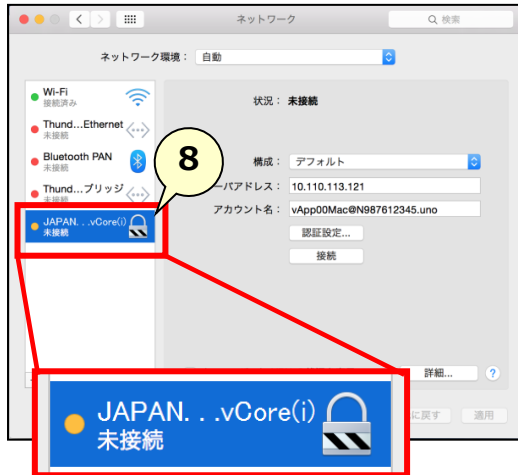 ネットワーク
検索
ネットワーク環境： 自動
Wi-Fi
接続済み
Thund...Ethernet
未接続
Bluetooth PAN
未接続
Thund...ブリッジ
未接続
JAPAN. . .vCore(i)
未接続
8
状況： 未接続
構成： デフォルト
ーバアドレス： 10.110.113.121
アカウント名： vApp00Mac@N987612345.uno
認証設定...
接続
詳細...
?
に戻す
適用
JAPAN. . .vCore(i)
未接続